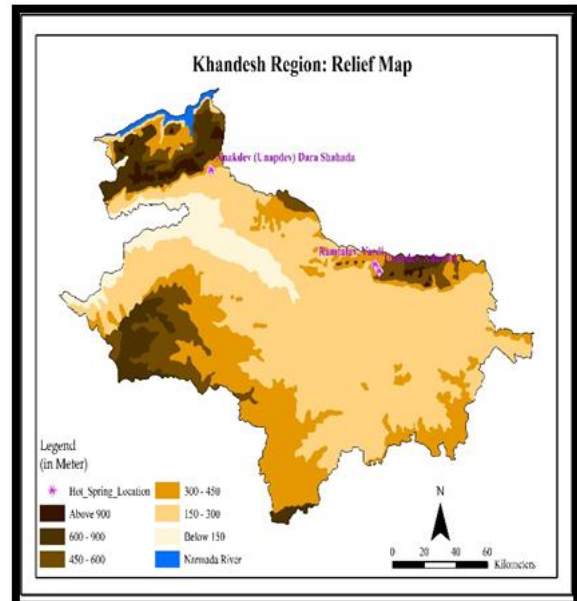 Khandesh Region: Relief Map
Unakdev (Unapdev) Dara Shahada
Ramtalav_Vardi
Legend
(in Meter)
Hot_Spring_Location
Above 900
600 - 900
450 - 600
300 - 450
150 - 300
Below 150
Narmada River
N
0 20 40 60
Kilometers